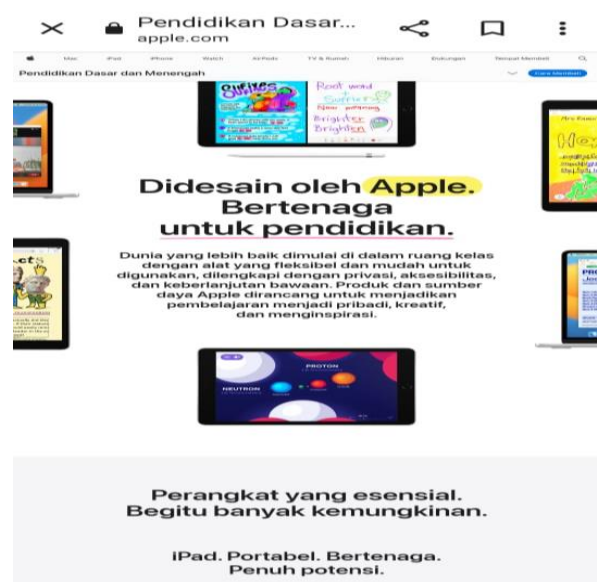 Pendidikan Dasar...
apple.com
Mac iPad iPhone Watch AirPods TV & Rumah Hiburan Dukungan Tempat Membeli
Pendidikan Dasar dan Menengah
Cara Membeli
Suffixes
Root word
Suffix
Brighter
Brighten
Didesain oleh Apple.
Bertenaga
untuk pendidikan.
Dunia yang lebih baik dimulai di dalam ruang kelas
dengan alat yang fleksibel dan mudah untuk
digunakan, dilengkapi dengan privasi, aksesibilitas,
dan keberlanjutan bawaan. Produk dan sumber
daya Apple dirancang untuk menjadikan
pembelajaran menjadi pribadi, kreatif,
dan menginspirasi.
PROTON
NEUTRON
Perangkat yang esensial.
Begitu banyak kemungkinan.
iPad. Portabel. Bertenaga.
Penuh potensi.